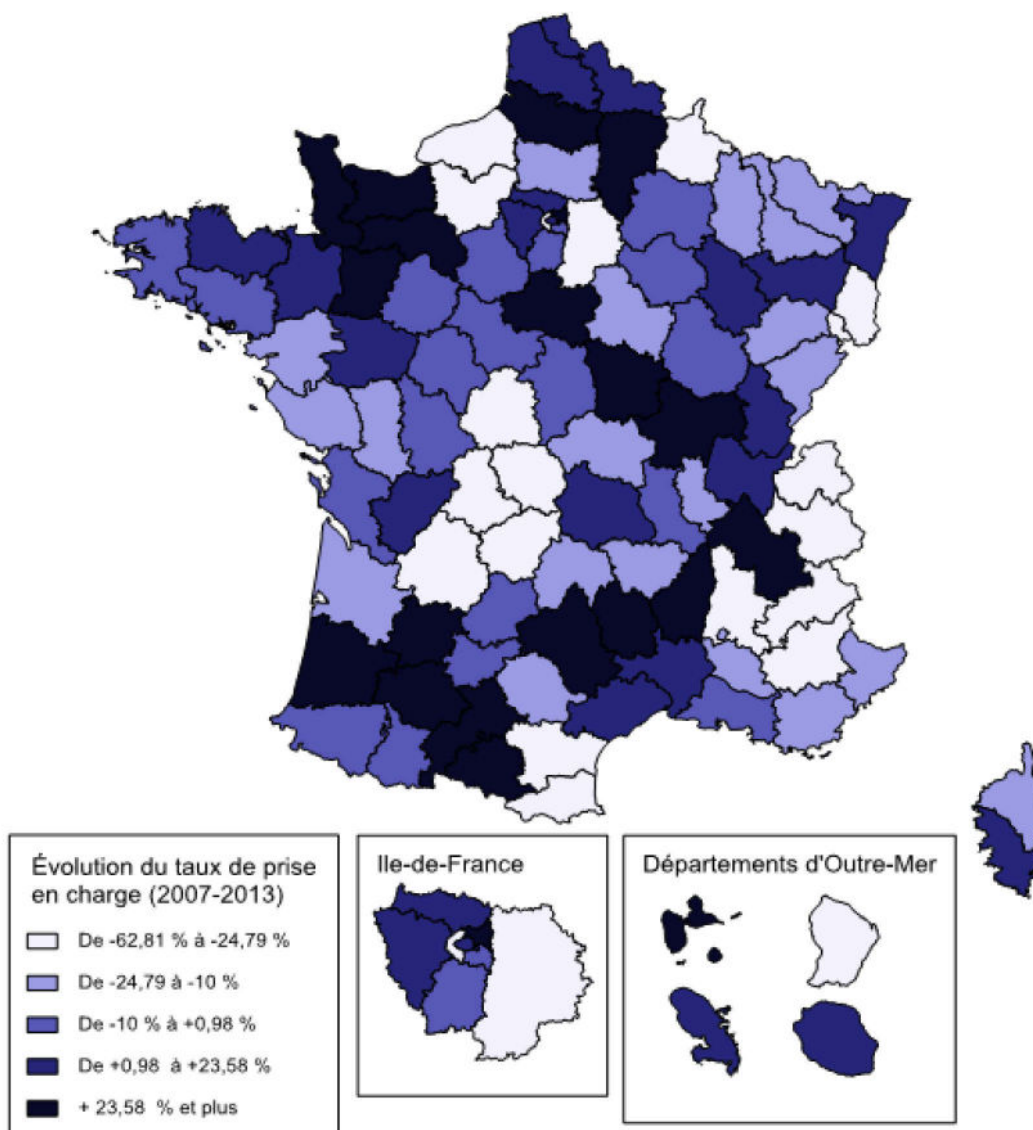 Évolution du taux de prise
en charge (2007-2013)
De -62,81 % à -24,79 %
De -24,79 à -10 %
De -10 % à +0,98 %
De +0,98 à +23,58 %
+ 23,58 % et plus
Ile-de-France
Départements d'Outre-Mer